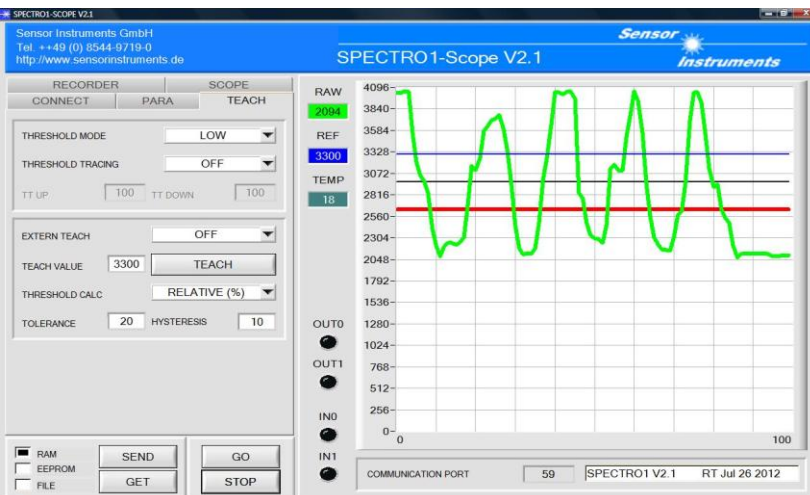 SPECTRO1-SCOPE V2.1
Sensor Instruments GmbH
Tel. ++49 (0) 8544-9719-0
http://www.sensorinstruments.de
SPECTRO1-Scope V2.1
Sensor
Instruments
RECORDER SCOPE
CONNECT PARA TEACH
THRESHOLD MODE LOW
THRESHOLD TRACING OFF
TT UP 100 TT DOWN 100
EXTERN TEACH OFF
TEACH VALUE 3300 TEACH
THRESHOLD CALC RELATIVE (%)
TOLERANCE 20 HYSTERESIS 10
RAM
EEPROM
FILE
SEND GO
GET STOP
RAW
2094
REF
3300
TEMP
18
OUT0
OUT1
IN0
IN1
4096
3840
3584
3328
3072
2816
2560
2304
2048
1792
1536
1280
1024
768
512
256
0
0 100
COMMUNICATION PORT 59 SPECTRO1 V2.1 RT Jul 26 2012